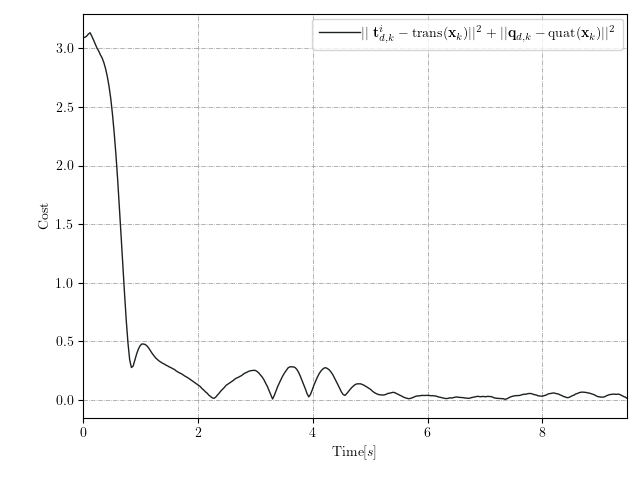 || t^i_{d,k} − trans(x_k)||² + ||q_{d,k} − quat(x_k)||²
3.0
2.5
2.0
1.5
1.0
0.5
0.0
Cost
0 2 4 6 8
Time[s]